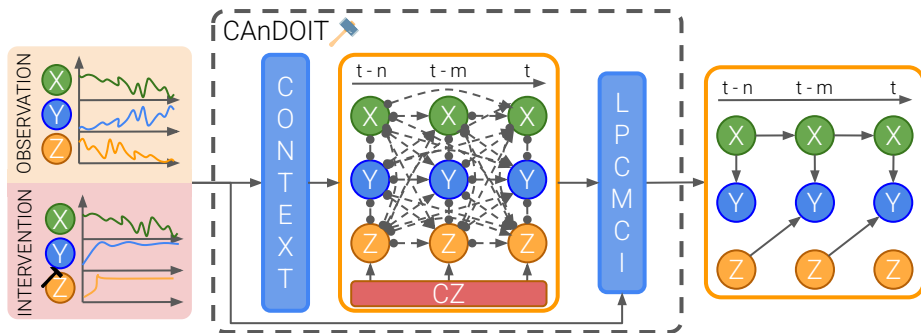 CAnDOIT
OBSERVATION
X
Y
Z
INTERVENTION
X
Y
Z
CONTEXT
t - n t - m t
X X X
Y Y Y
Z Z Z
CZ
LPCMCI
t - n t - m t
X X X
Y Y Y
Z Z Z